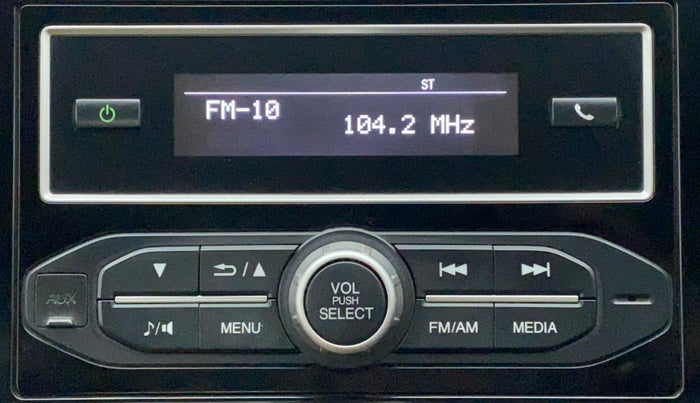 ST
FM-10
104.2 MHz
AUX
VOL
PUSH
SELECT
MENU
FM/AM
MEDIA